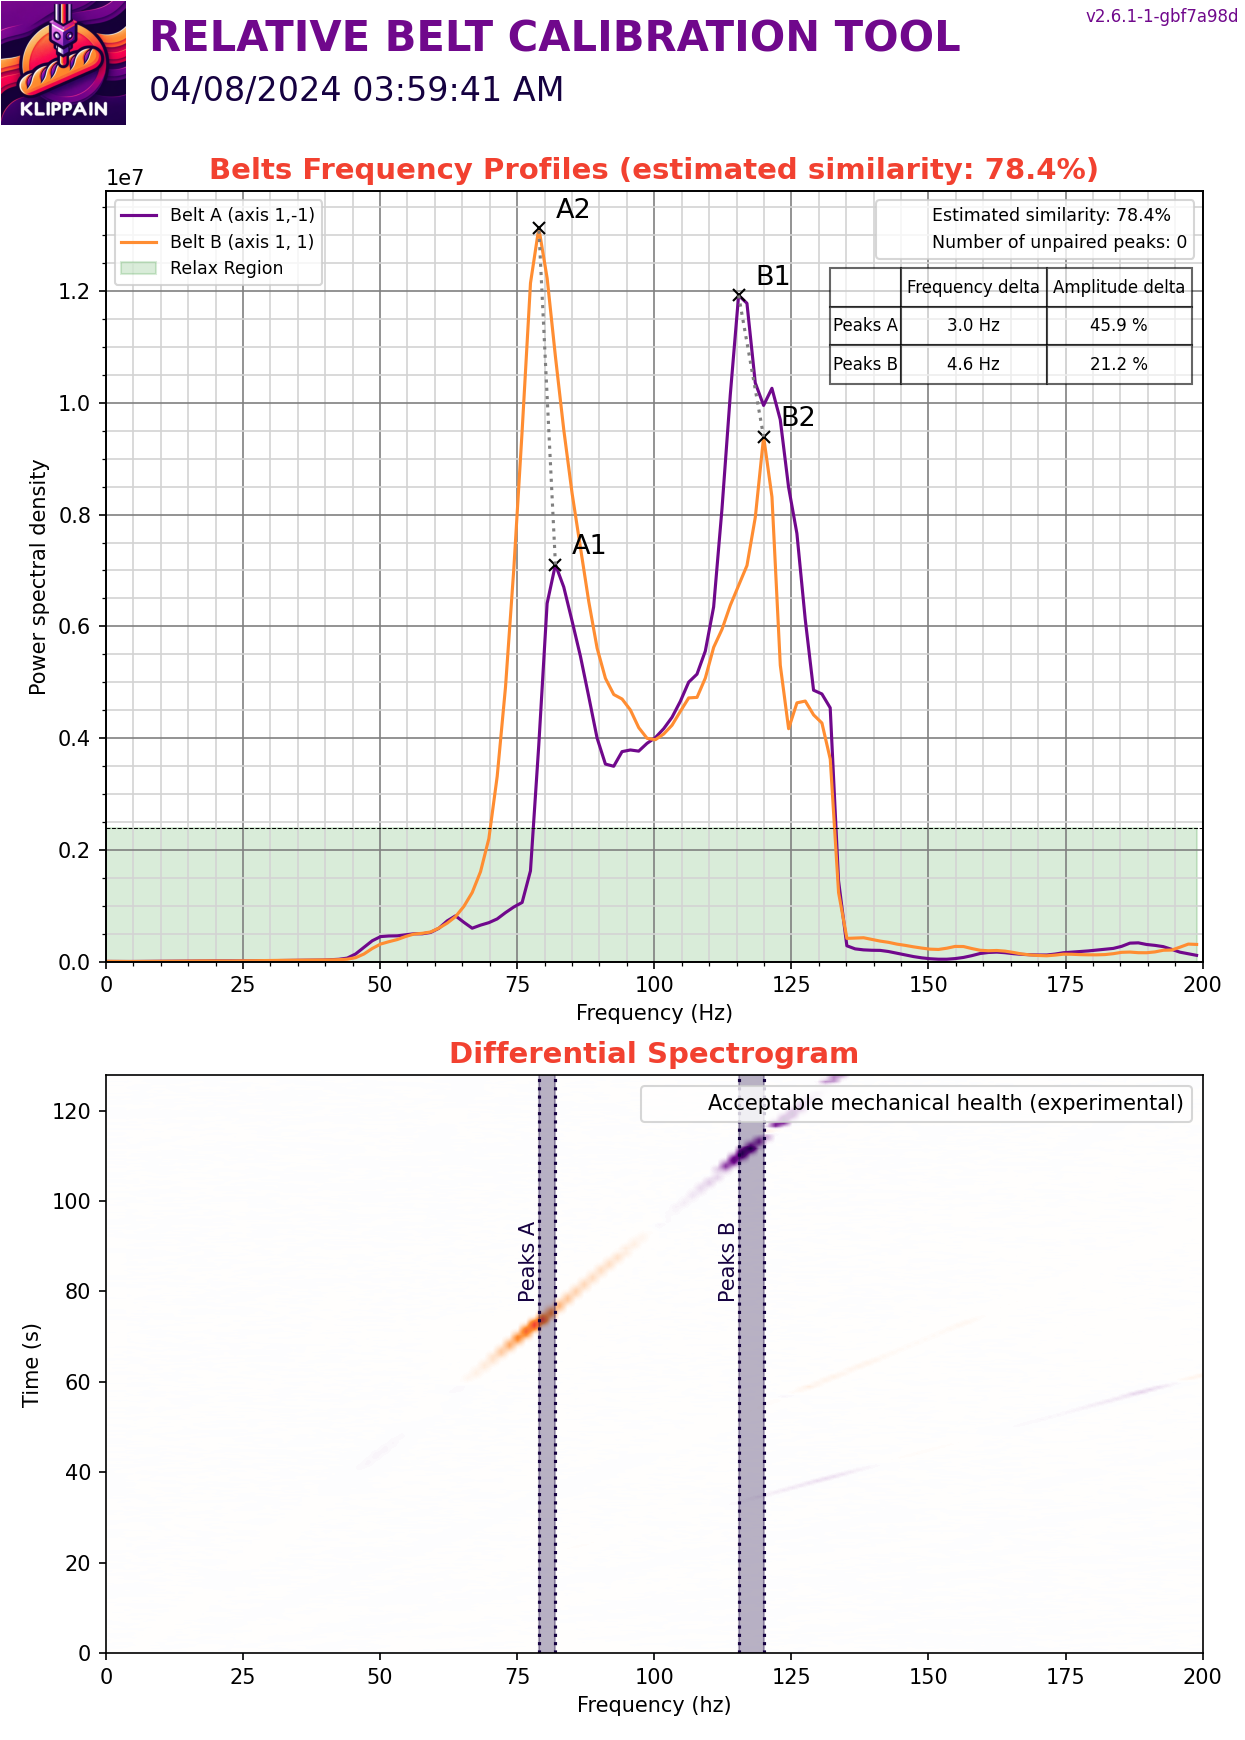 KLIPPAIN
RELATIVE BELT CALIBRATION TOOL
04/08/2024 03:59:41 AM
v2.6.1-1-gbf7a98d
Belts Frequency Profiles (estimated similarity: 78.4%)
1e7
Belt A (axis 1,-1)
Belt B (axis 1, 1)
Relax Region
Estimated similarity: 78.4%
Number of unpaired peaks: 0
Frequency delta Amplitude delta
Peaks A 3.0 Hz 45.9 %
Peaks B 4.6 Hz 21.2 %
A2
B1
B2
A1
Power spectral density
1.2
1.0
0.8
0.6
0.4
0.2
0.0
0 25 50 75 100 125 150 175 200
Frequency (Hz)
Differential Spectrogram
Acceptable mechanical health (experimental)
Peaks A
Peaks B
Time (s)
120
100
80
60
40
20
0
0 25 50 75 100 125 150 175 200
Frequency (hz)